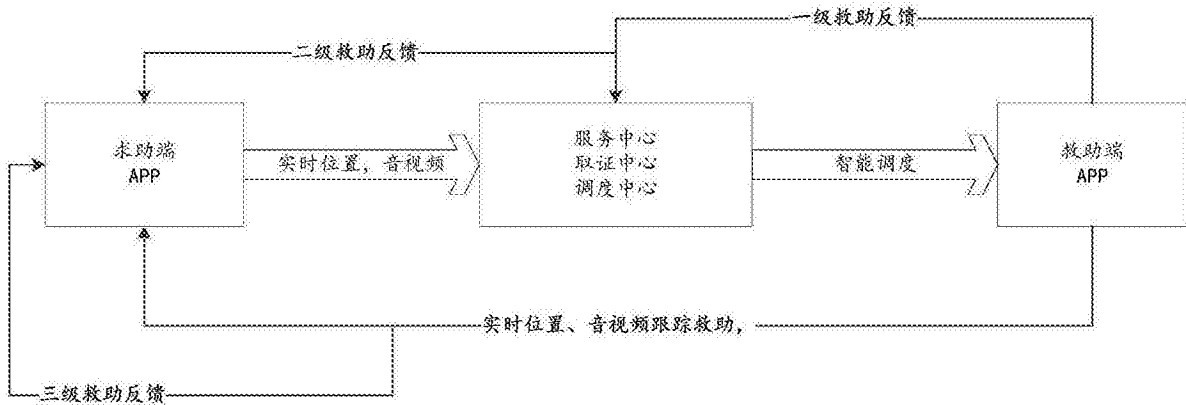 一级救助反馈
二级救助反馈
求助端
APP
实时位置，音视频
服务中心
取证中心
调度中心
智能调度
救助端
APP
实时位置、音视频跟踪救助，
三级救助反馈